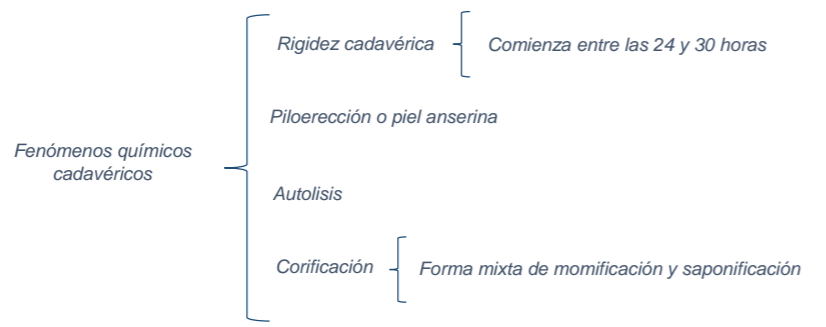 Fenómenos químicos
cadavéricos
Rigidez cadavérica
Comienza entre las 24 y 30 horas
Piloerección o piel anserina
Autolisis
Corificación
Forma mixta de momificación y saponificación